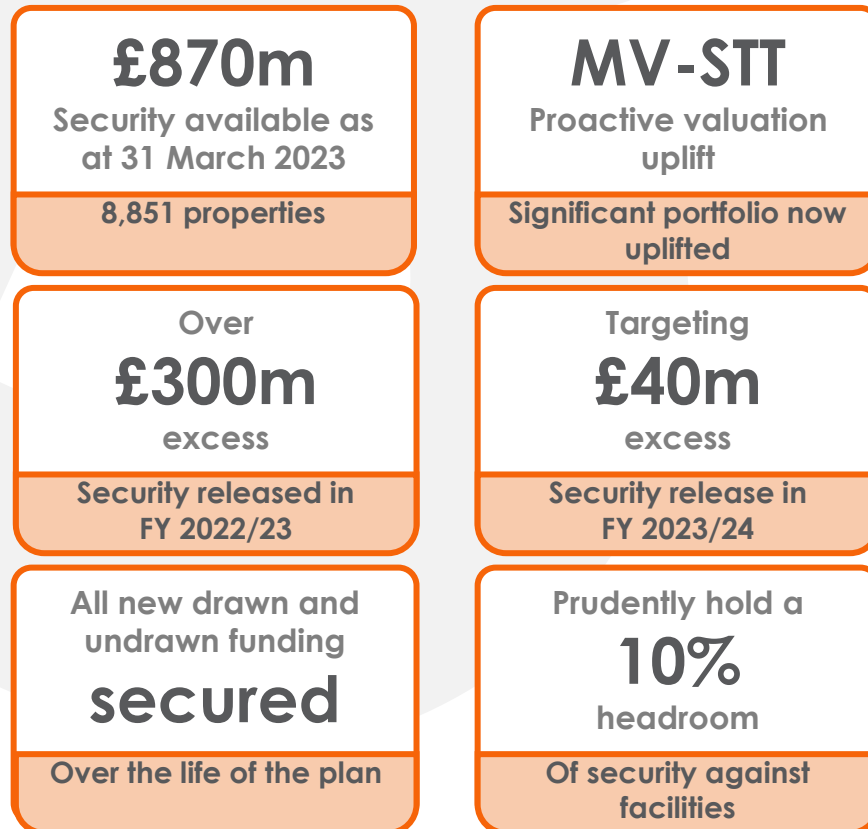 £870m
Security available as
at 31 March 2023
8,851 properties
MV-STT
Proactive valuation
uplift
Significant portfolio now
uplifted
Over
£300m
excess
Security released in
FY 2022/23
Targeting
£40m
excess
Security release in
FY 2023/24
All new drawn and
undrawn funding
secured
Over the life of the plan
Prudently hold a
10%
headroom
Of security against
facilities